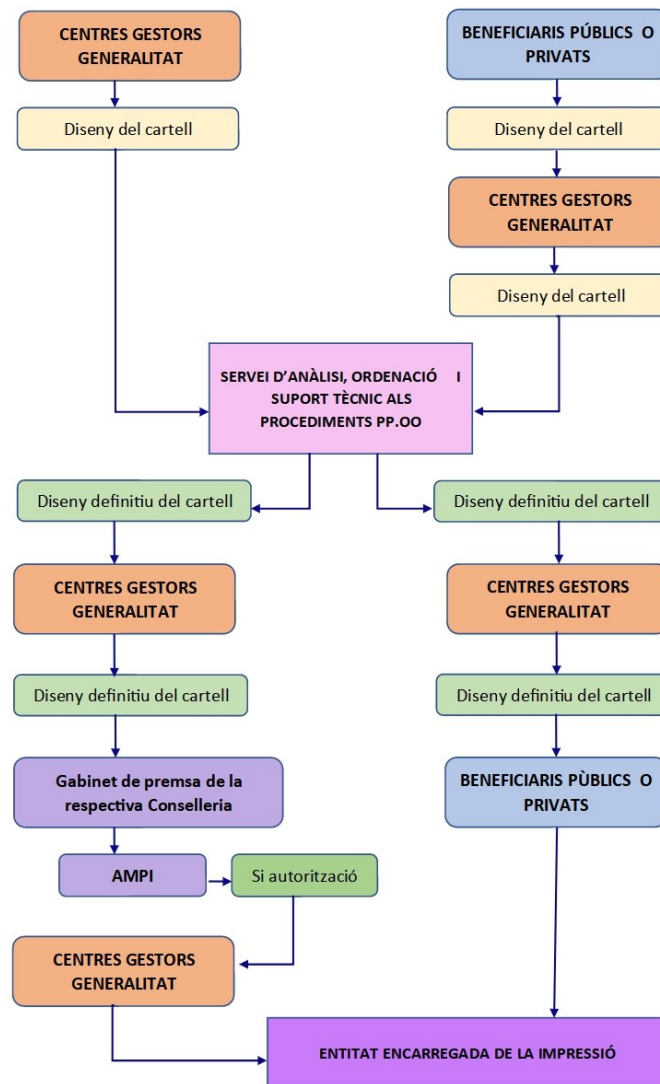 CENTRES GESTORS
GENERALITAT
BENEFICIARIS PÚBLICS O
PRIVATS
Diseny del cartell
Diseny del cartell
CENTRES GESTORS
GENERALITAT
Diseny del cartell
SERVEI D’ANÀLISI, ORDENACIÓ I
SUPORT TÈCNIC ALS
PROCEDIMENTS PP.OO
Diseny definitiu del cartell
Diseny definitiu del cartell
CENTRES GESTORS
GENERALITAT
CENTRES GESTORS
GENERALITAT
Diseny definitiu del cartell
Diseny definitiu del cartell
Gabinet de premsa de la
respectiva Conselleria
BENEFICIARIS PÙBLICS O
PRIVATS
AMPI
Si autorització
CENTRES GESTORS
GENERALITAT
ENTITAT ENCARREGADA DE LA IMPRESSIÓ